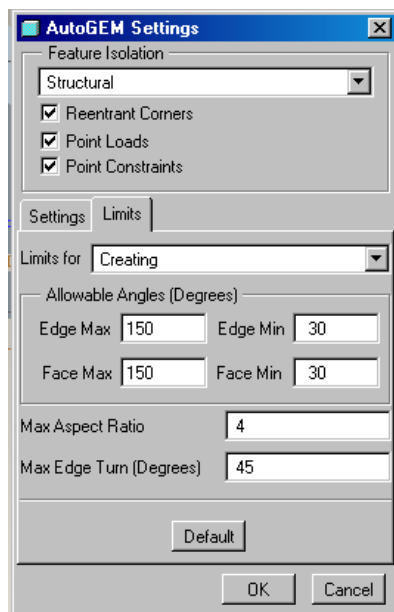 AutoGEM Settings
Feature Isolation
Structural
Reentrant Corners
Point Loads
Point Constraints
Settings Limits
Limits for Creating
Allowable Angles (Degrees)
Edge Max 150 Edge Min 30
Face Max 150 Face Min 30
Max Aspect Ratio 4
Max Edge Turn (Degrees) 45
Default
OK Cancel